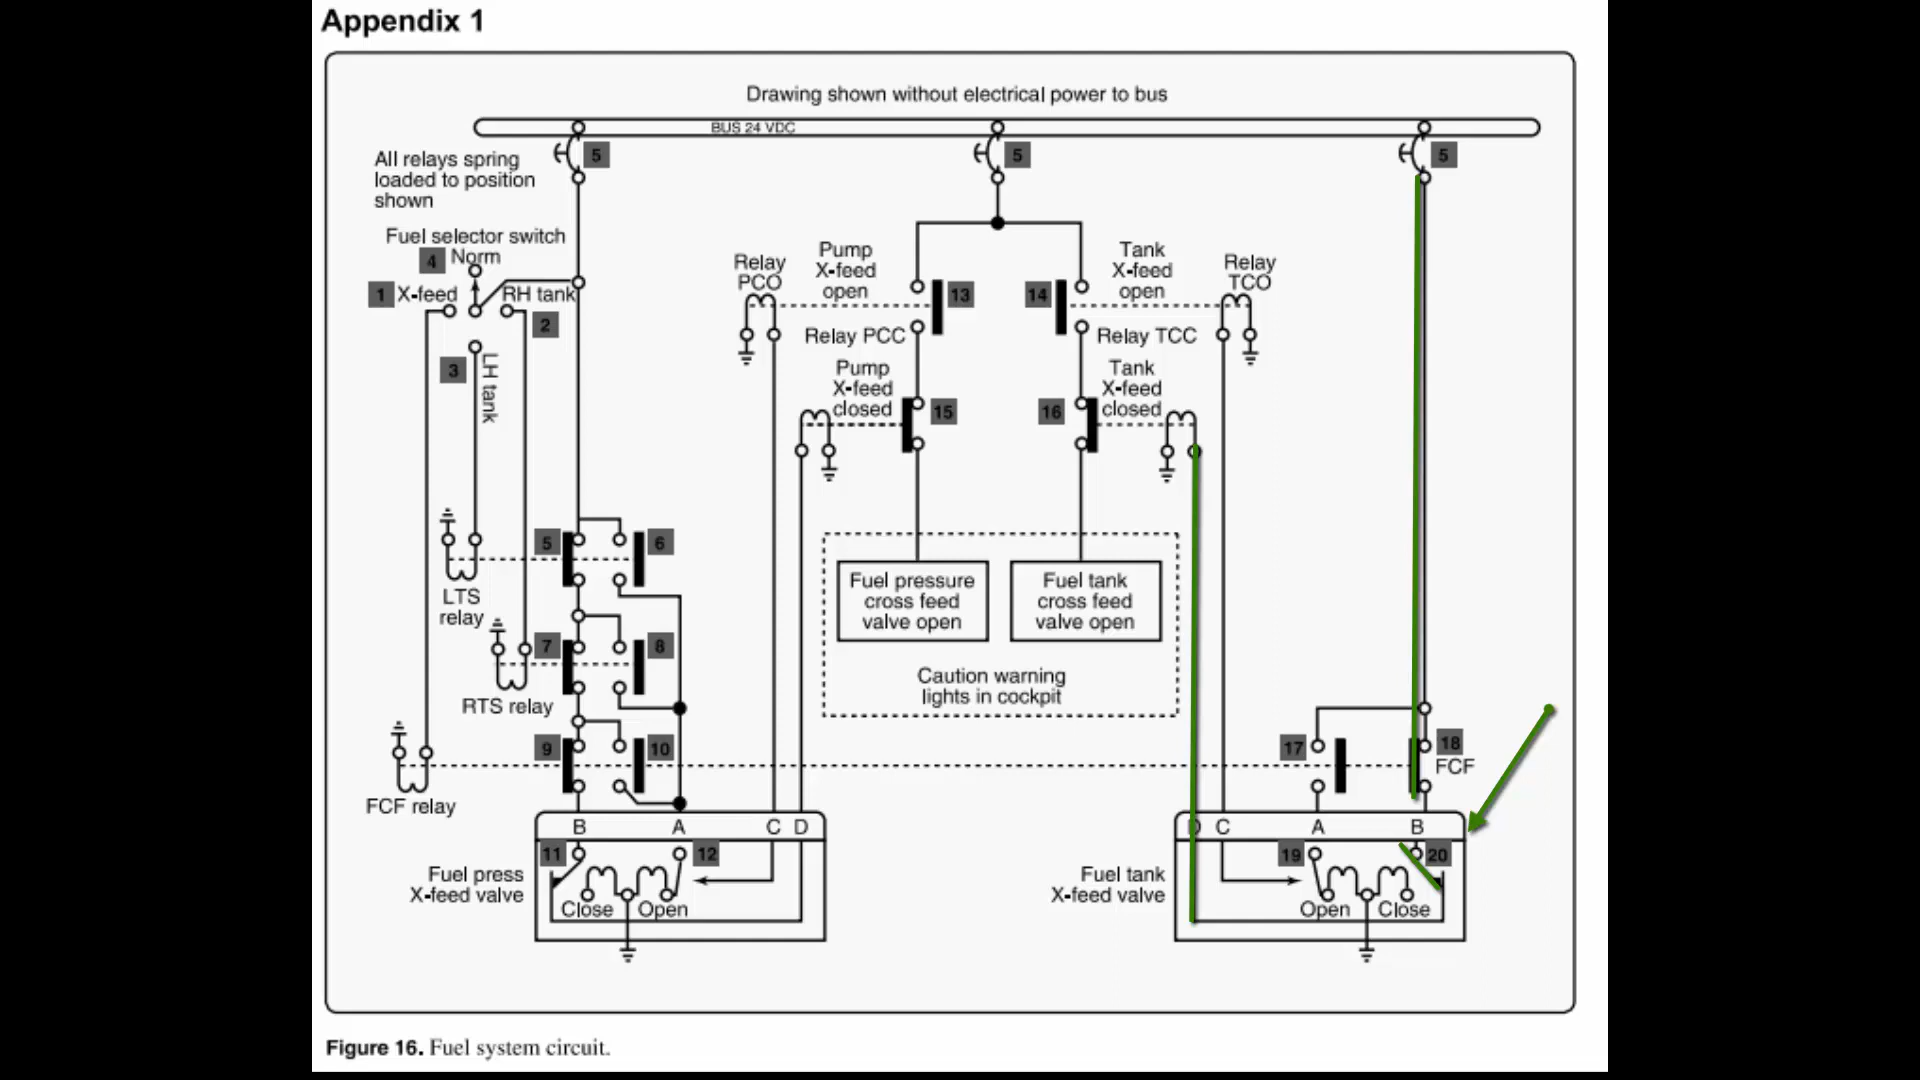 Appendix 1
Drawing shown without electrical power to bus
BUS 24 VDC
5
5
5
All relays spring
loaded to position
shown
Fuel selector switch
4 Norm
1 X-feed
RH tank
2
3
LH tank
Relay
PCO
Pump
X-feed
open
13
14
Tank
X-feed
open
Relay
TCO
Relay PCC
Relay TCC
Pump
X-feed
closed
15
16
Tank
X-feed
closed
5
6
LTS
relay
7
8
RTS relay
9
10
FCF relay
Fuel pressure
cross feed
valve open
Fuel tank
cross feed
valve open
Caution warning
lights in cockpit
17
18
FCF
B A C D
11
12
Fuel press
X-feed valve
Close Open
D C A B
19
20
Fuel tank
X-feed valve
Open Close
Figure 16. Fuel system circuit.